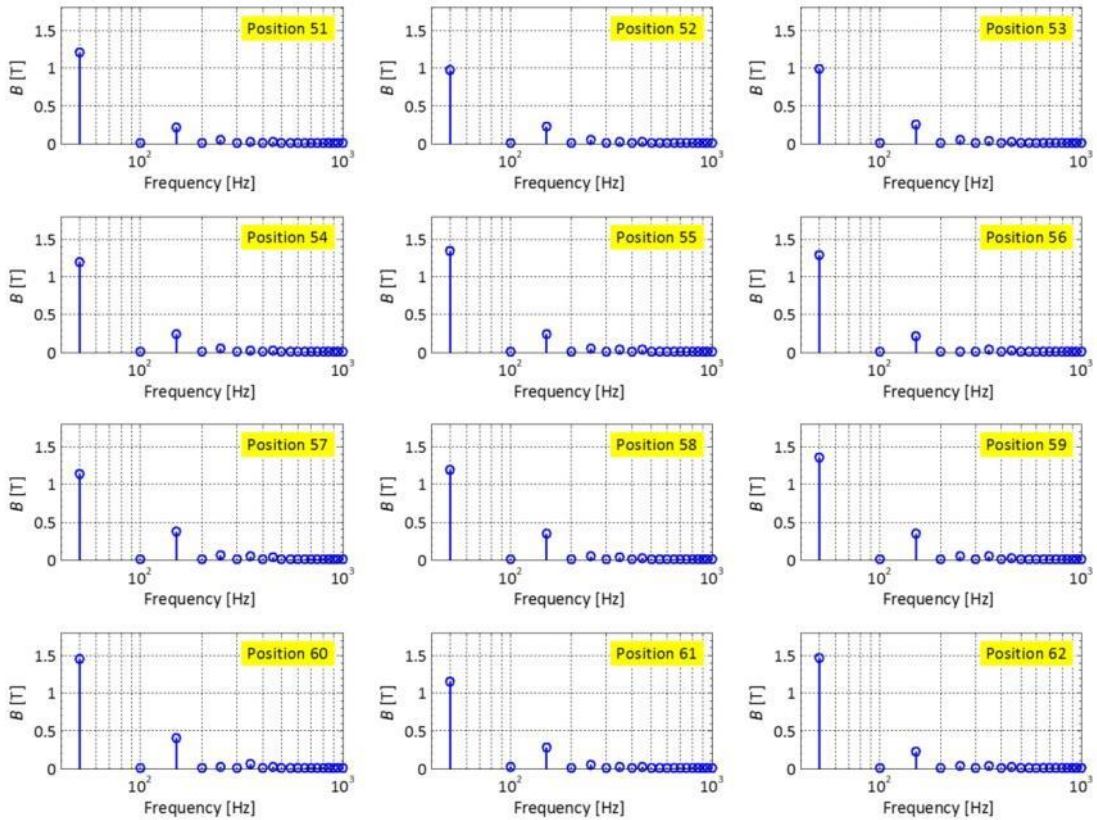 1.5 Position 51 1.5 Position 52 1.5 Position 53
B [T] 1 B [T] 1 B [T] 1
0.5 0.5 0.5
0 0 0
10² 10³ 10² 10³ 10² 10³
Frequency [Hz] Frequency [Hz] Frequency [Hz]
1.5 Position 54 1.5 Position 55 1.5 Position 56
B [T] 1 B [T] 1 B [T] 1
0.5 0.5 0.5
0 0 0
10² 10³ 10² 10³ 10² 10³
Frequency [Hz] Frequency [Hz] Frequency [Hz]
1.5 Position 57 1.5 Position 58 1.5 Position 59
B [T] 1 B [T] 1 B [T] 1
0.5 0.5 0.5
0 0 0
10² 10³ 10² 10³ 10² 10³
Frequency [Hz] Frequency [Hz] Frequency [Hz]
1.5 Position 60 1.5 Position 61 1.5 Position 62
B [T] 1 B [T] 1 B [T] 1
0.5 0.5 0.5
0 0 0
10² 10³ 10² 10³ 10² 10³
Frequency [Hz] Frequency [Hz] Frequency [Hz]